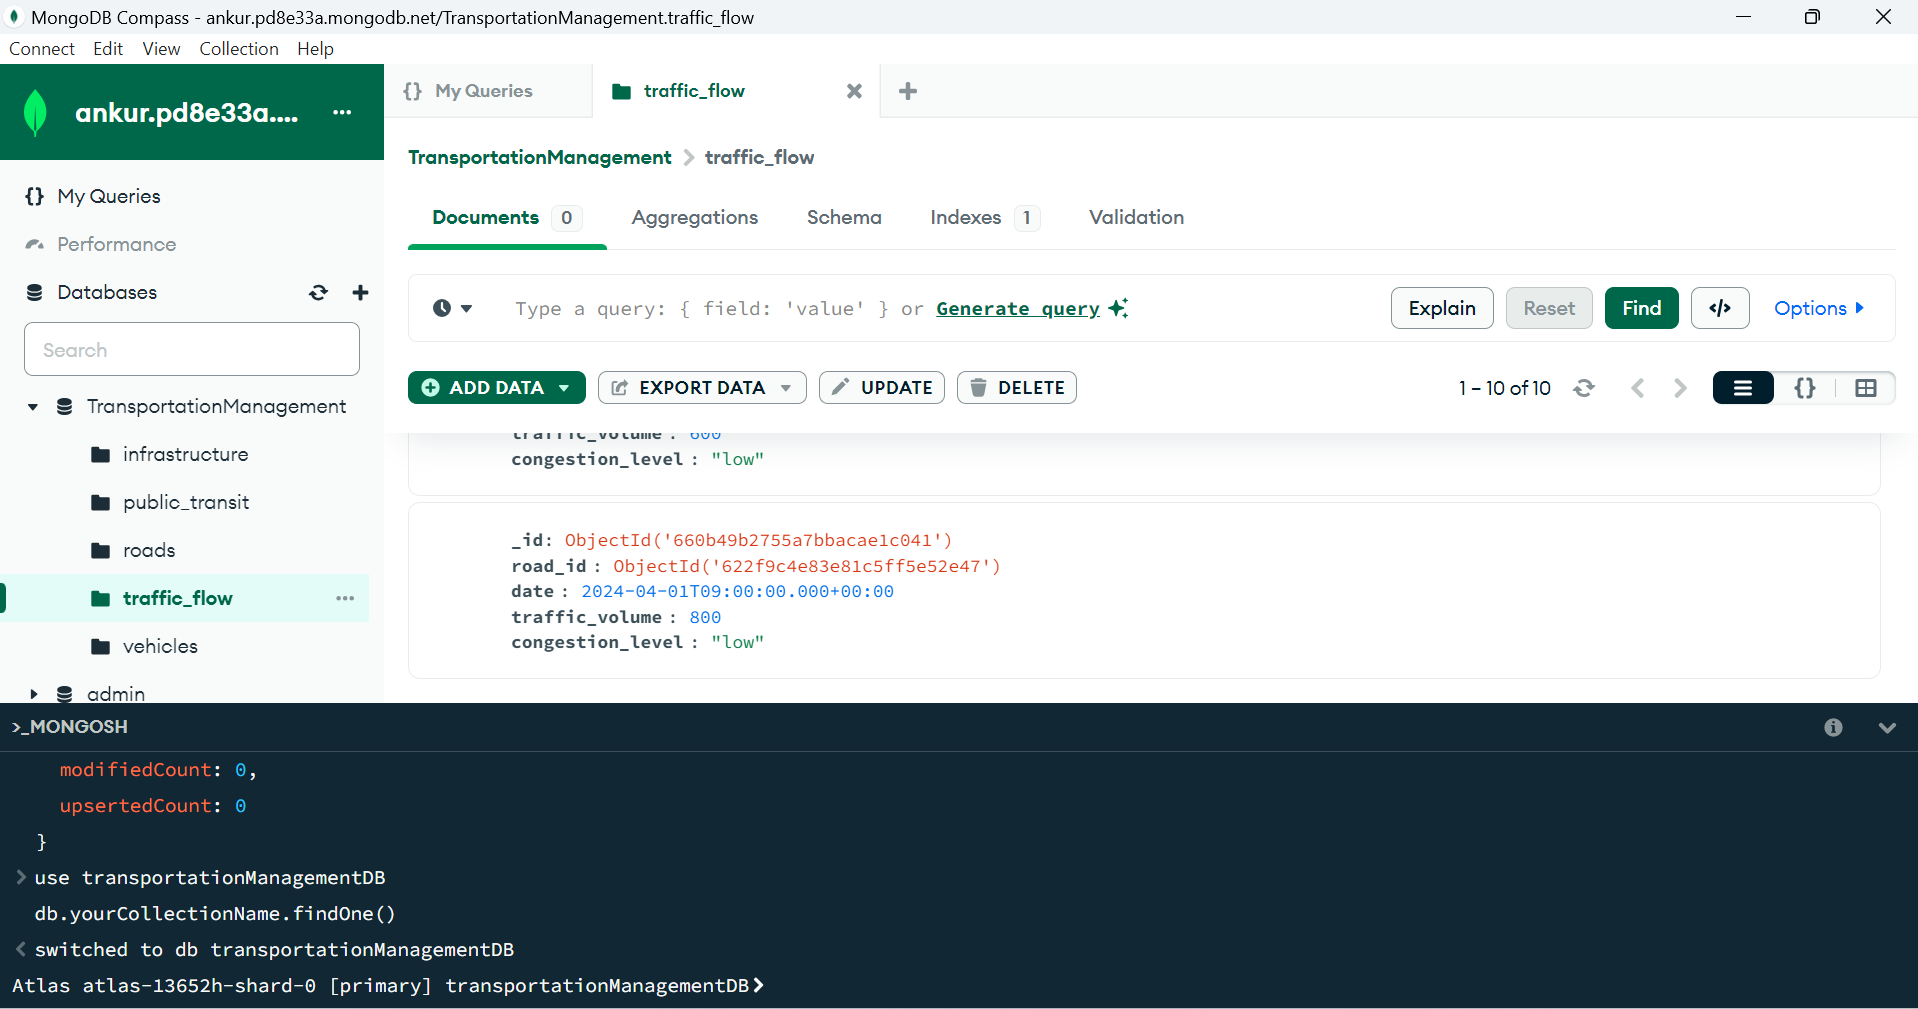 MongoDB Compass - ankur.pd8e33a.mongodb.net/TransportationManagement.traffic_flow
Connect Edit View Collection Help
ankur.pd8e33a.... ···
{} My Queries
Performance
Databases
Search
TransportationManagement
infrastructure
public_transit
roads
traffic_flow ···
vehicles
admin
{} My Queries
traffic_flow
TransportationManagement > traffic_flow
Documents 0 Aggregations Schema Indexes 1 Validation
Type a query: { field: 'value' } or Generate query
Explain Reset Find </> Options
ADD DATA EXPORT DATA UPDATE DELETE 1 – 10 of 10 {}
traffic_volume : 600
congestion_level : "low"
_id: ObjectId('660b49b2755a7bbacae1c041')
road_id : ObjectId('622f9c4e83e81c5ff5e52e47')
date : 2024-04-01T09:00:00.000+00:00
traffic_volume : 800
congestion_level : "low"
>_MONGOSH
modifiedCount: 0,
upsertedCount: 0
}
> use transportationManagementDB
db.yourCollectionName.findOne()
< switched to db transportationManagementDB
Atlas atlas-13652h-shard-0 [primary] transportationManagementDB>